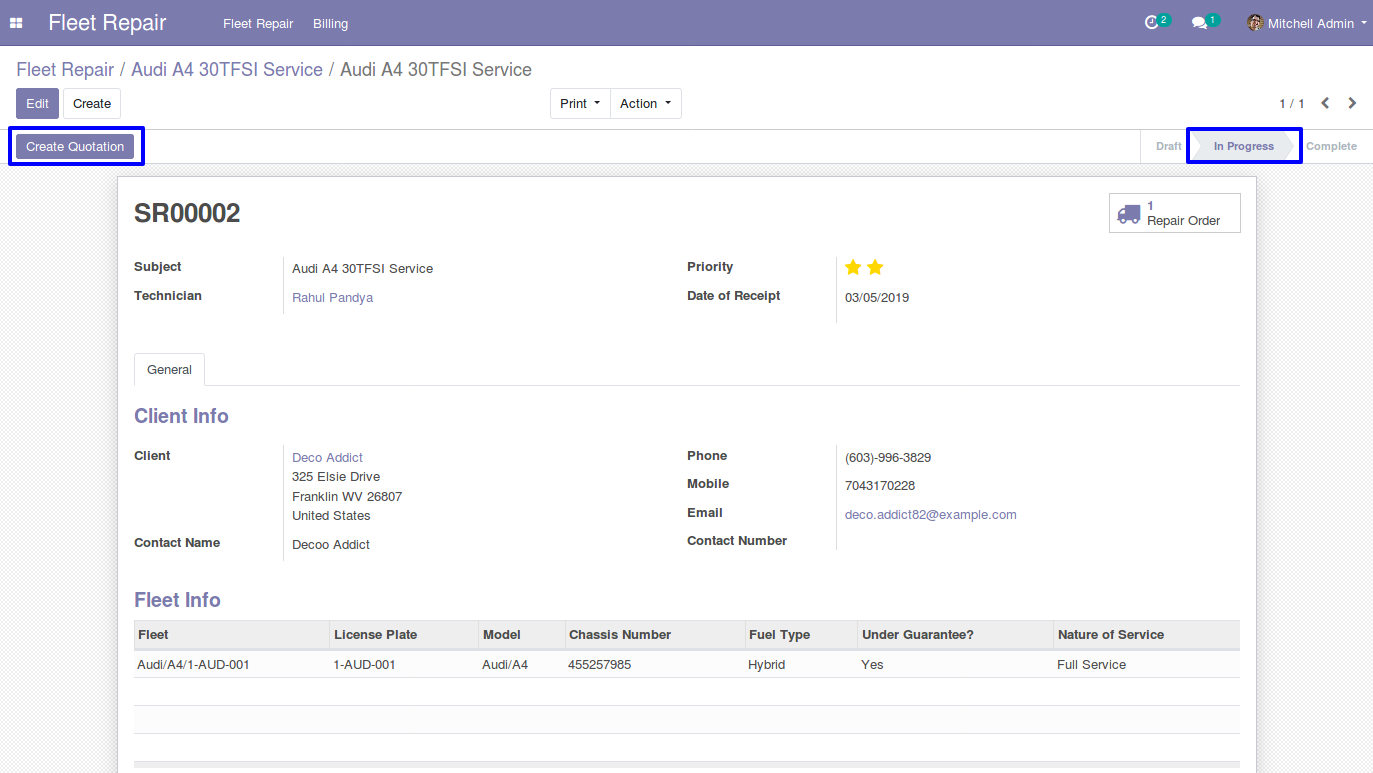 Fleet Repair Fleet Repair Billing 2 1 Mitchell Admin
Fleet Repair / Audi A4 30TFSI Service / Audi A4 30TFSI Service
Edit Create Print Action 1 / 1
Create Quotation Draft In Progress Complete
SR00002
1
Repair Order
Subject Audi A4 30TFSI Service Priority
Technician Rahul Pandya Date of Receipt 03/05/2019
General
Client Info
Client Deco Addict Phone (603)-996-3829
325 Elsie Drive
Franklin WV 26807 Mobile 7043170228
United States Email deco.addict82@example.com
Contact Name Decoo Addict Contact Number
Fleet Info
Fleet License Plate Model Chassis Number Fuel Type Under Guarantee? Nature of Service
Audi/A4/1-AUD-001 1-AUD-001 Audi/A4 455257985 Hybrid Yes Full Service